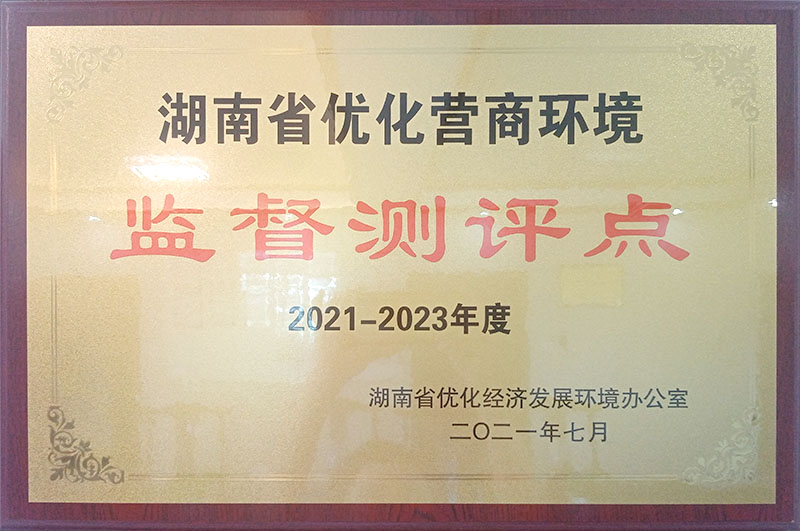 湖南省优化营商环境
监督测评点
2021-2023年度
湖南省优化经济发展环境办公室
二〇二一年七月